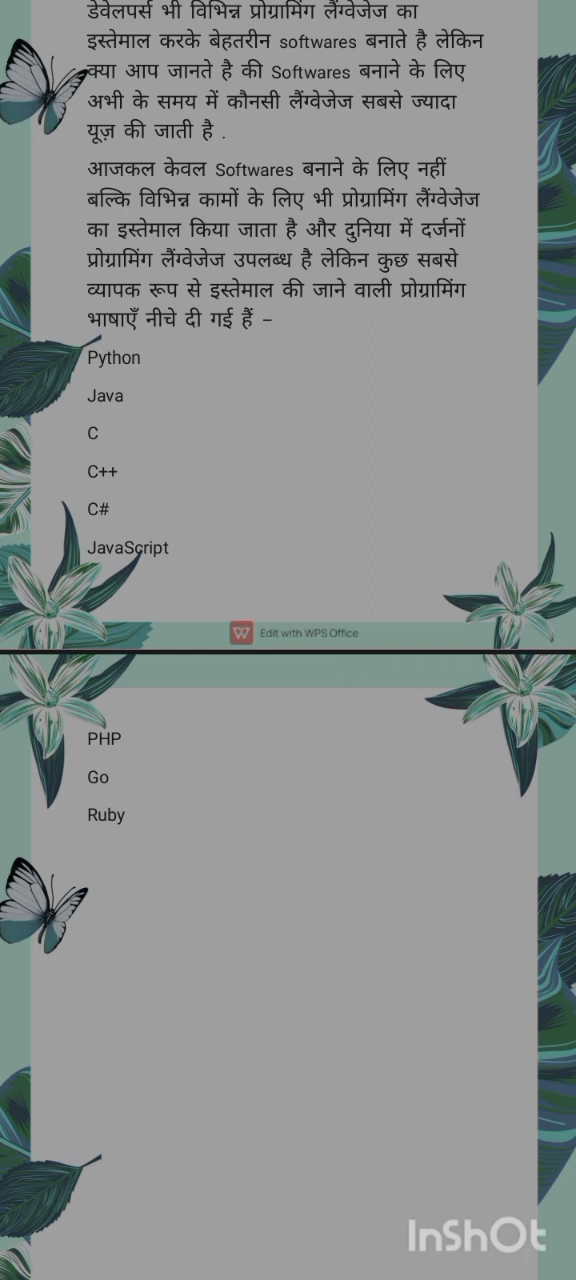 डेवेलपर्स भी विभिन्न प्रोग्रामिंग लैंग्वेजेज का
इस्तेमाल करके बेहतरीन softwares बनाते है लेकिन
क्या आप जानते है की Softwares बनाने के लिए
अभी के समय में कौनसी लैंग्वेजेज सबसे ज्यादा
यूज़ की जाती है .
आजकल केवल Softwares बनाने के लिए नहीं
बल्कि विभिन्न कामों के लिए भी प्रोग्रामिंग लैंग्वेजेज
का इस्तेमाल किया जाता है और दुनिया में दर्जनों
प्रोग्रामिंग लैंग्वेजेज उपलब्ध है लेकिन कुछ सबसे
व्यापक रूप से इस्तेमाल की जाने वाली प्रोग्रामिंग
भाषाएँ नीचे दी गई हैं –
Python
Java
C
C++
C#
JavaScript
Edit with WPS Office
PHP
Go
Ruby
InShOt